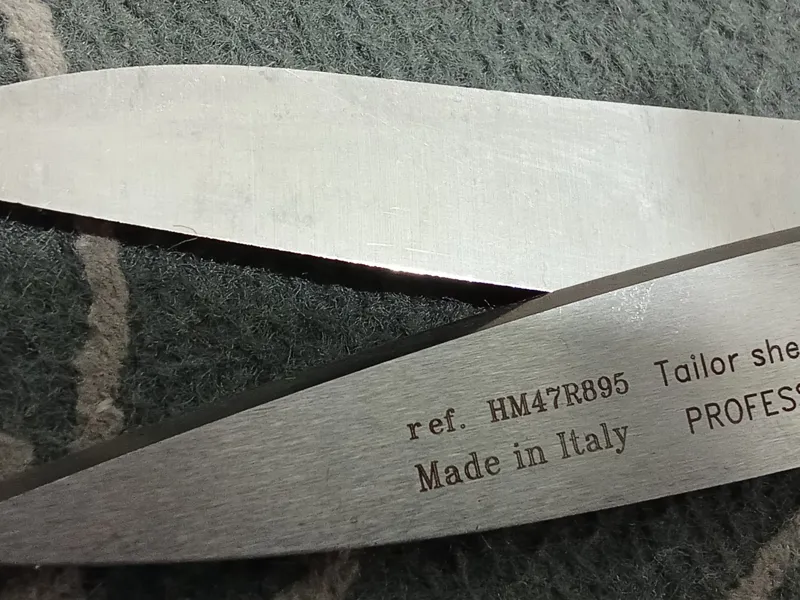 ref. HM47R895
Made in Italy
Tailor she
PROFESS